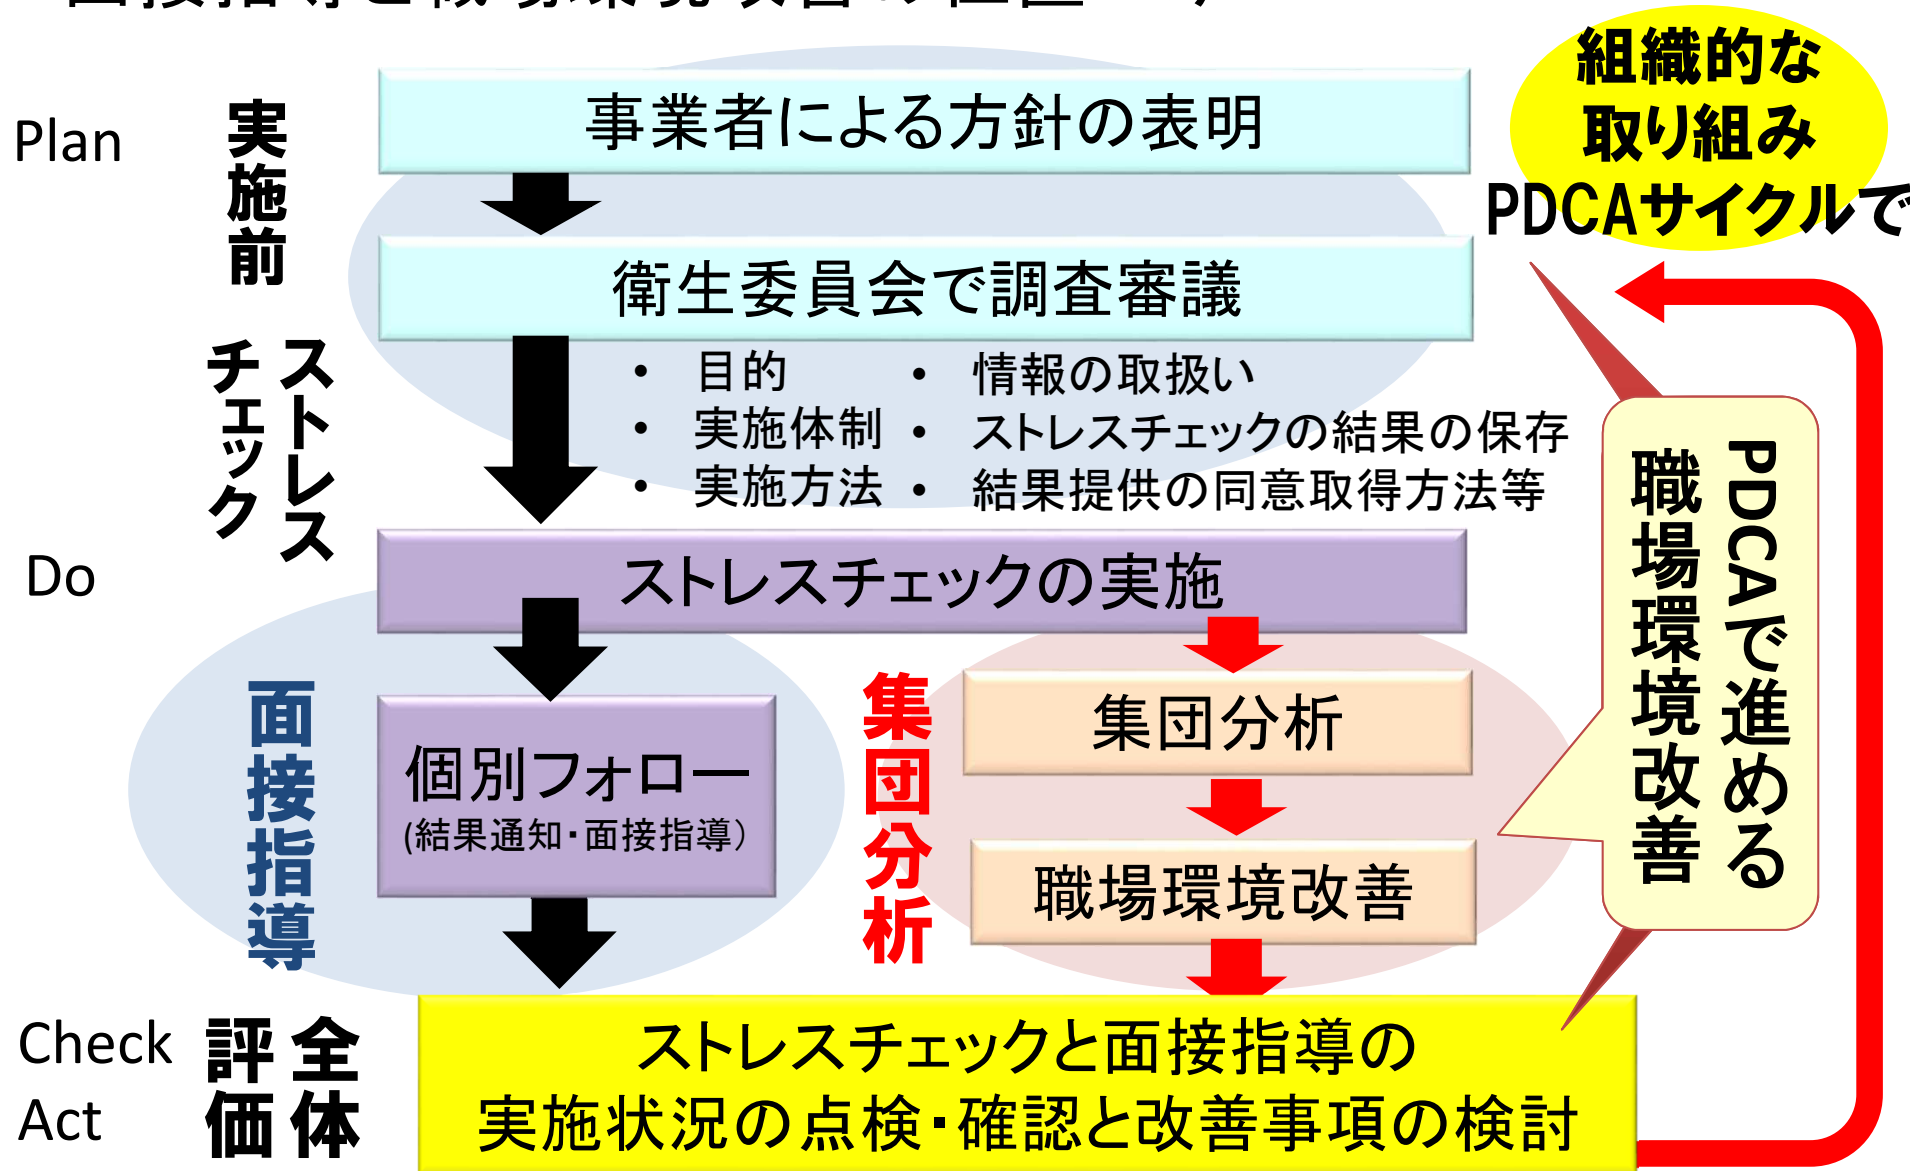 組織的な
取り組み
PDCAサイクルで
Plan
実施前
事業者による方針の表明
衛生委員会で調査審議
・ 目的
・ 実施体制
・ 実施方法
・ 情報の取扱い
・ ストレスチェックの結果の保存
・ 結果提供の同意取得方法等
ストレス
チェック
Do
ストレスチェックの実施
面接指導
個別フォロー
(結果通知・面接指導)
集団分析
集団分析
職場環境改善
PDCAで進める
職場環境改善
Check
Act
全体
評価
ストレスチェックと面接指導の
実施状況の点検・確認と改善事項の検討